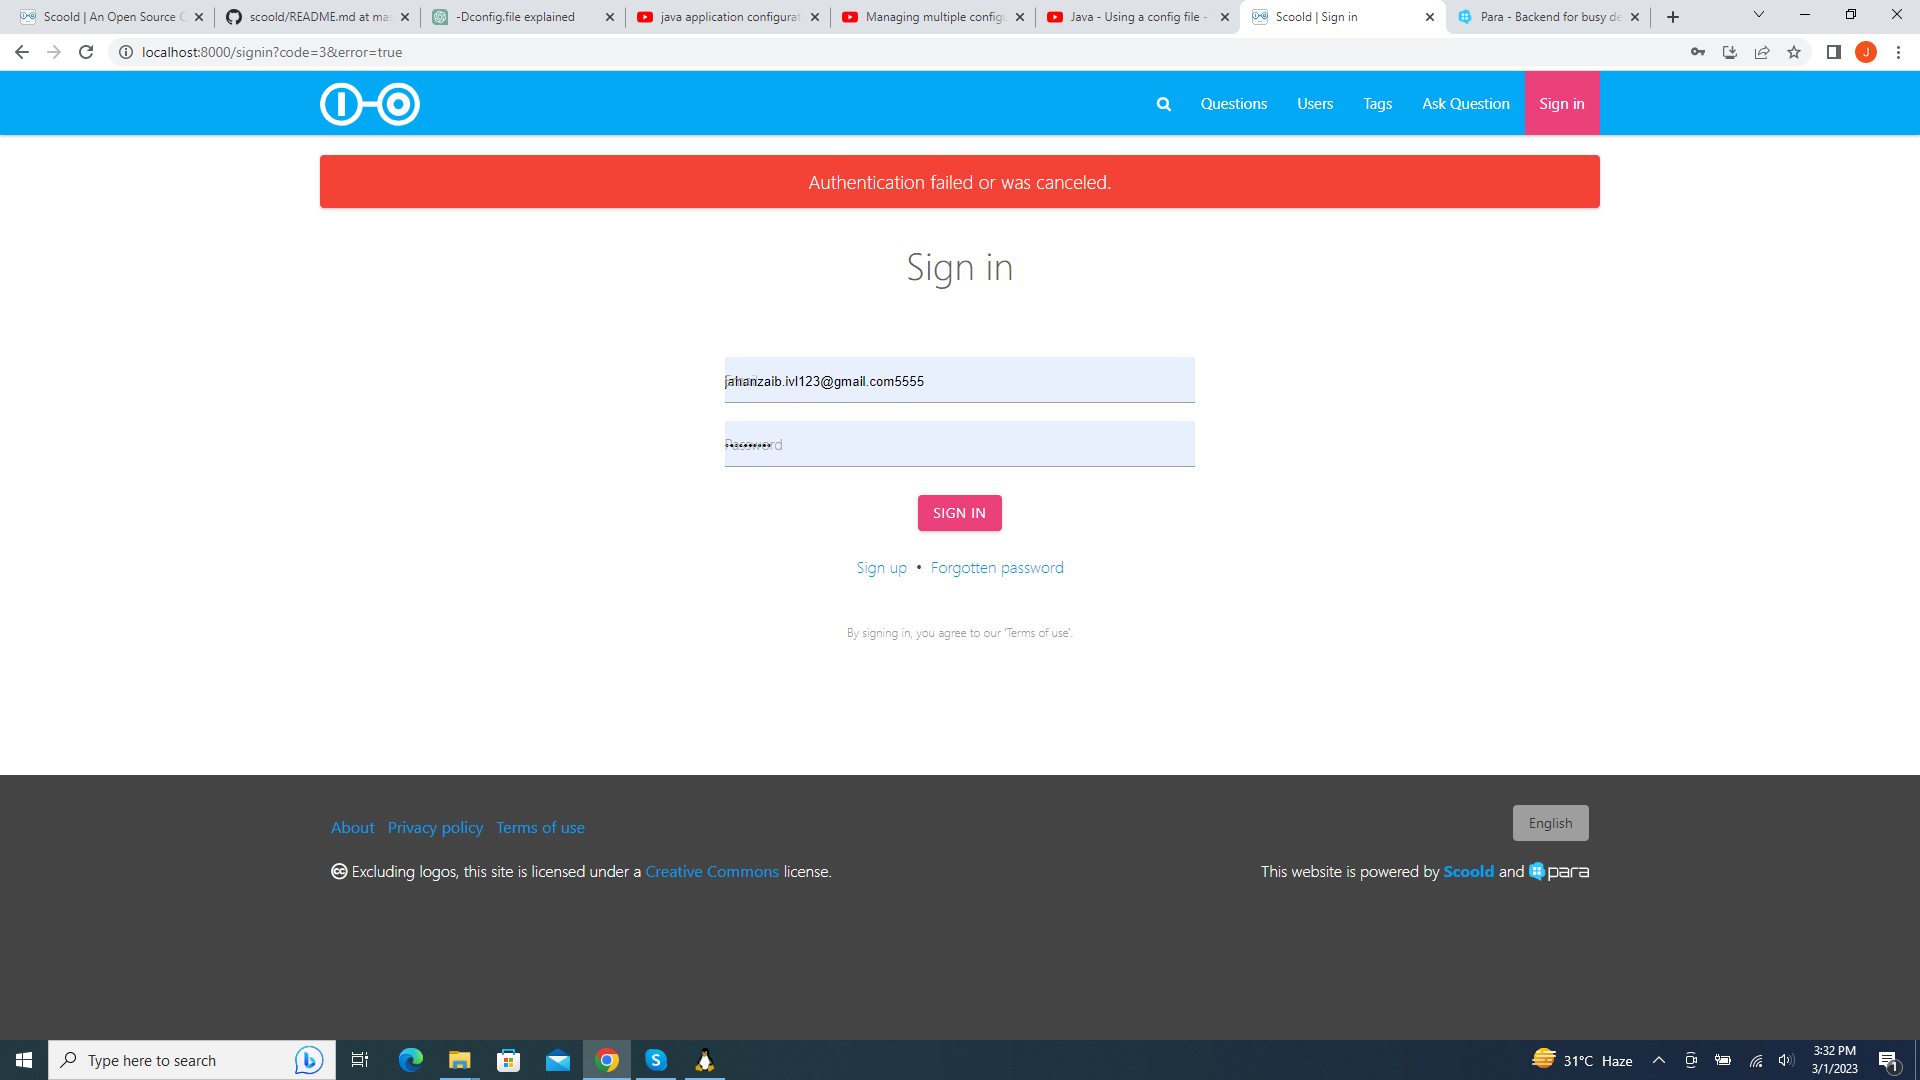 Scoold | An Open Source C
scoold/README.md at mas
-Dconfig.file explained
java application configurat
Managing multiple configu
Java - Using a config file -
Scoold | Sign in
Para - Backend for busy de
localhost:8000/signin?code=3&error=true
J
Questions
Users
Tags
Ask Question
Sign in
Authentication failed or was canceled.
Sign in
jahanzaib.ivl123@gmail.com5555
Password
SIGN IN
Sign up • Forgotten password
By signing in, you agree to our 'Terms of use'.
About Privacy policy Terms of use
English
Excluding logos, this site is licensed under a Creative Commons license.
This website is powered by Scoold and para
Type here to search
31°C Haze
3:32 PM
3/1/2023
1